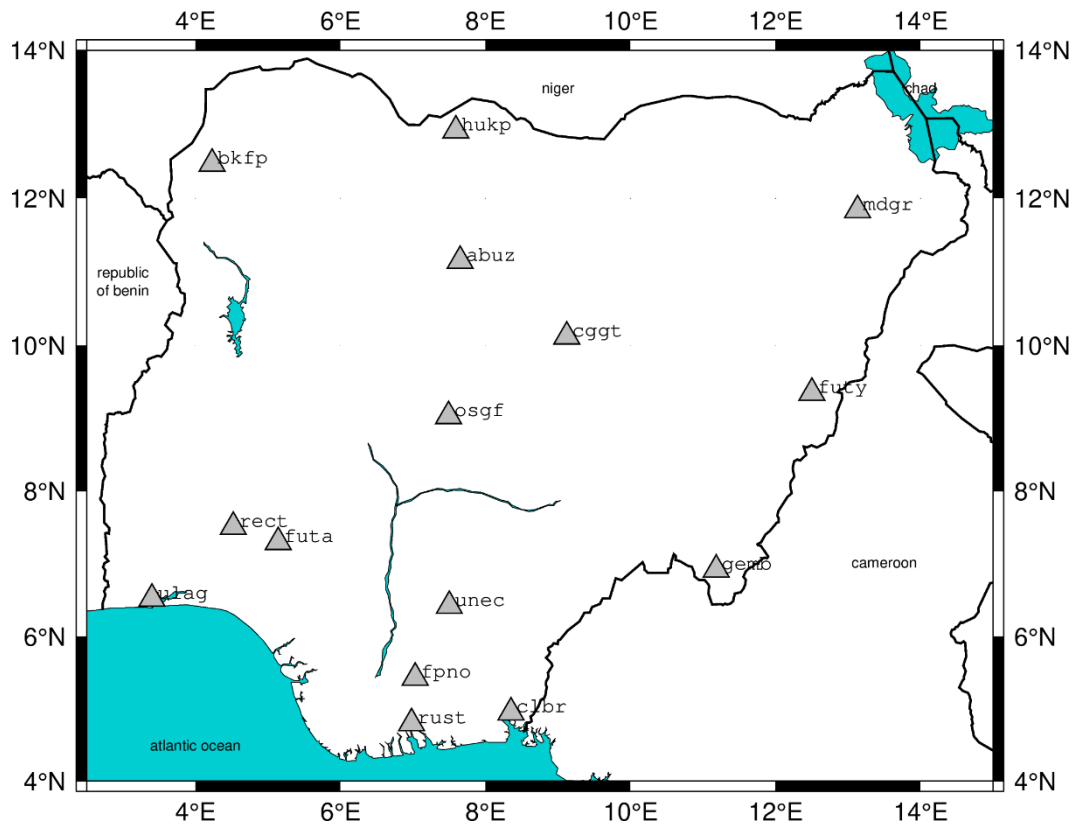 4°E 6°E 8°E 10°E 12°E 14°E
14°N 14°N
niger
chad
hukp
bkfp
12°N 12°N
mdgr
abuz
republic
of benin
cggt
10°N 10°N
futy
osgf
8°N 8°N
rect
futa
gemb
cameroon
ulag
unec
6°N 6°N
fpno
clbr
rust
atlantic ocean
4°N 4°N
4°E 6°E 8°E 10°E 12°E 14°E